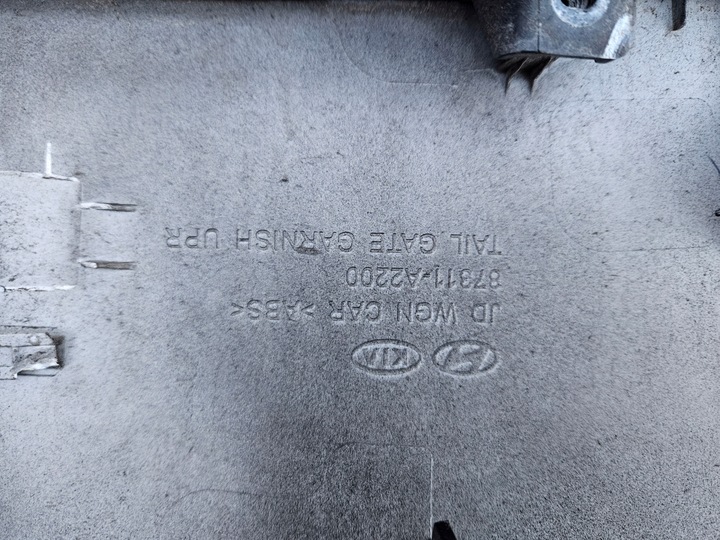 KIA
JD WGN CAR >ABS<
87311-A2200
TAIL GATE GARNISH UPR